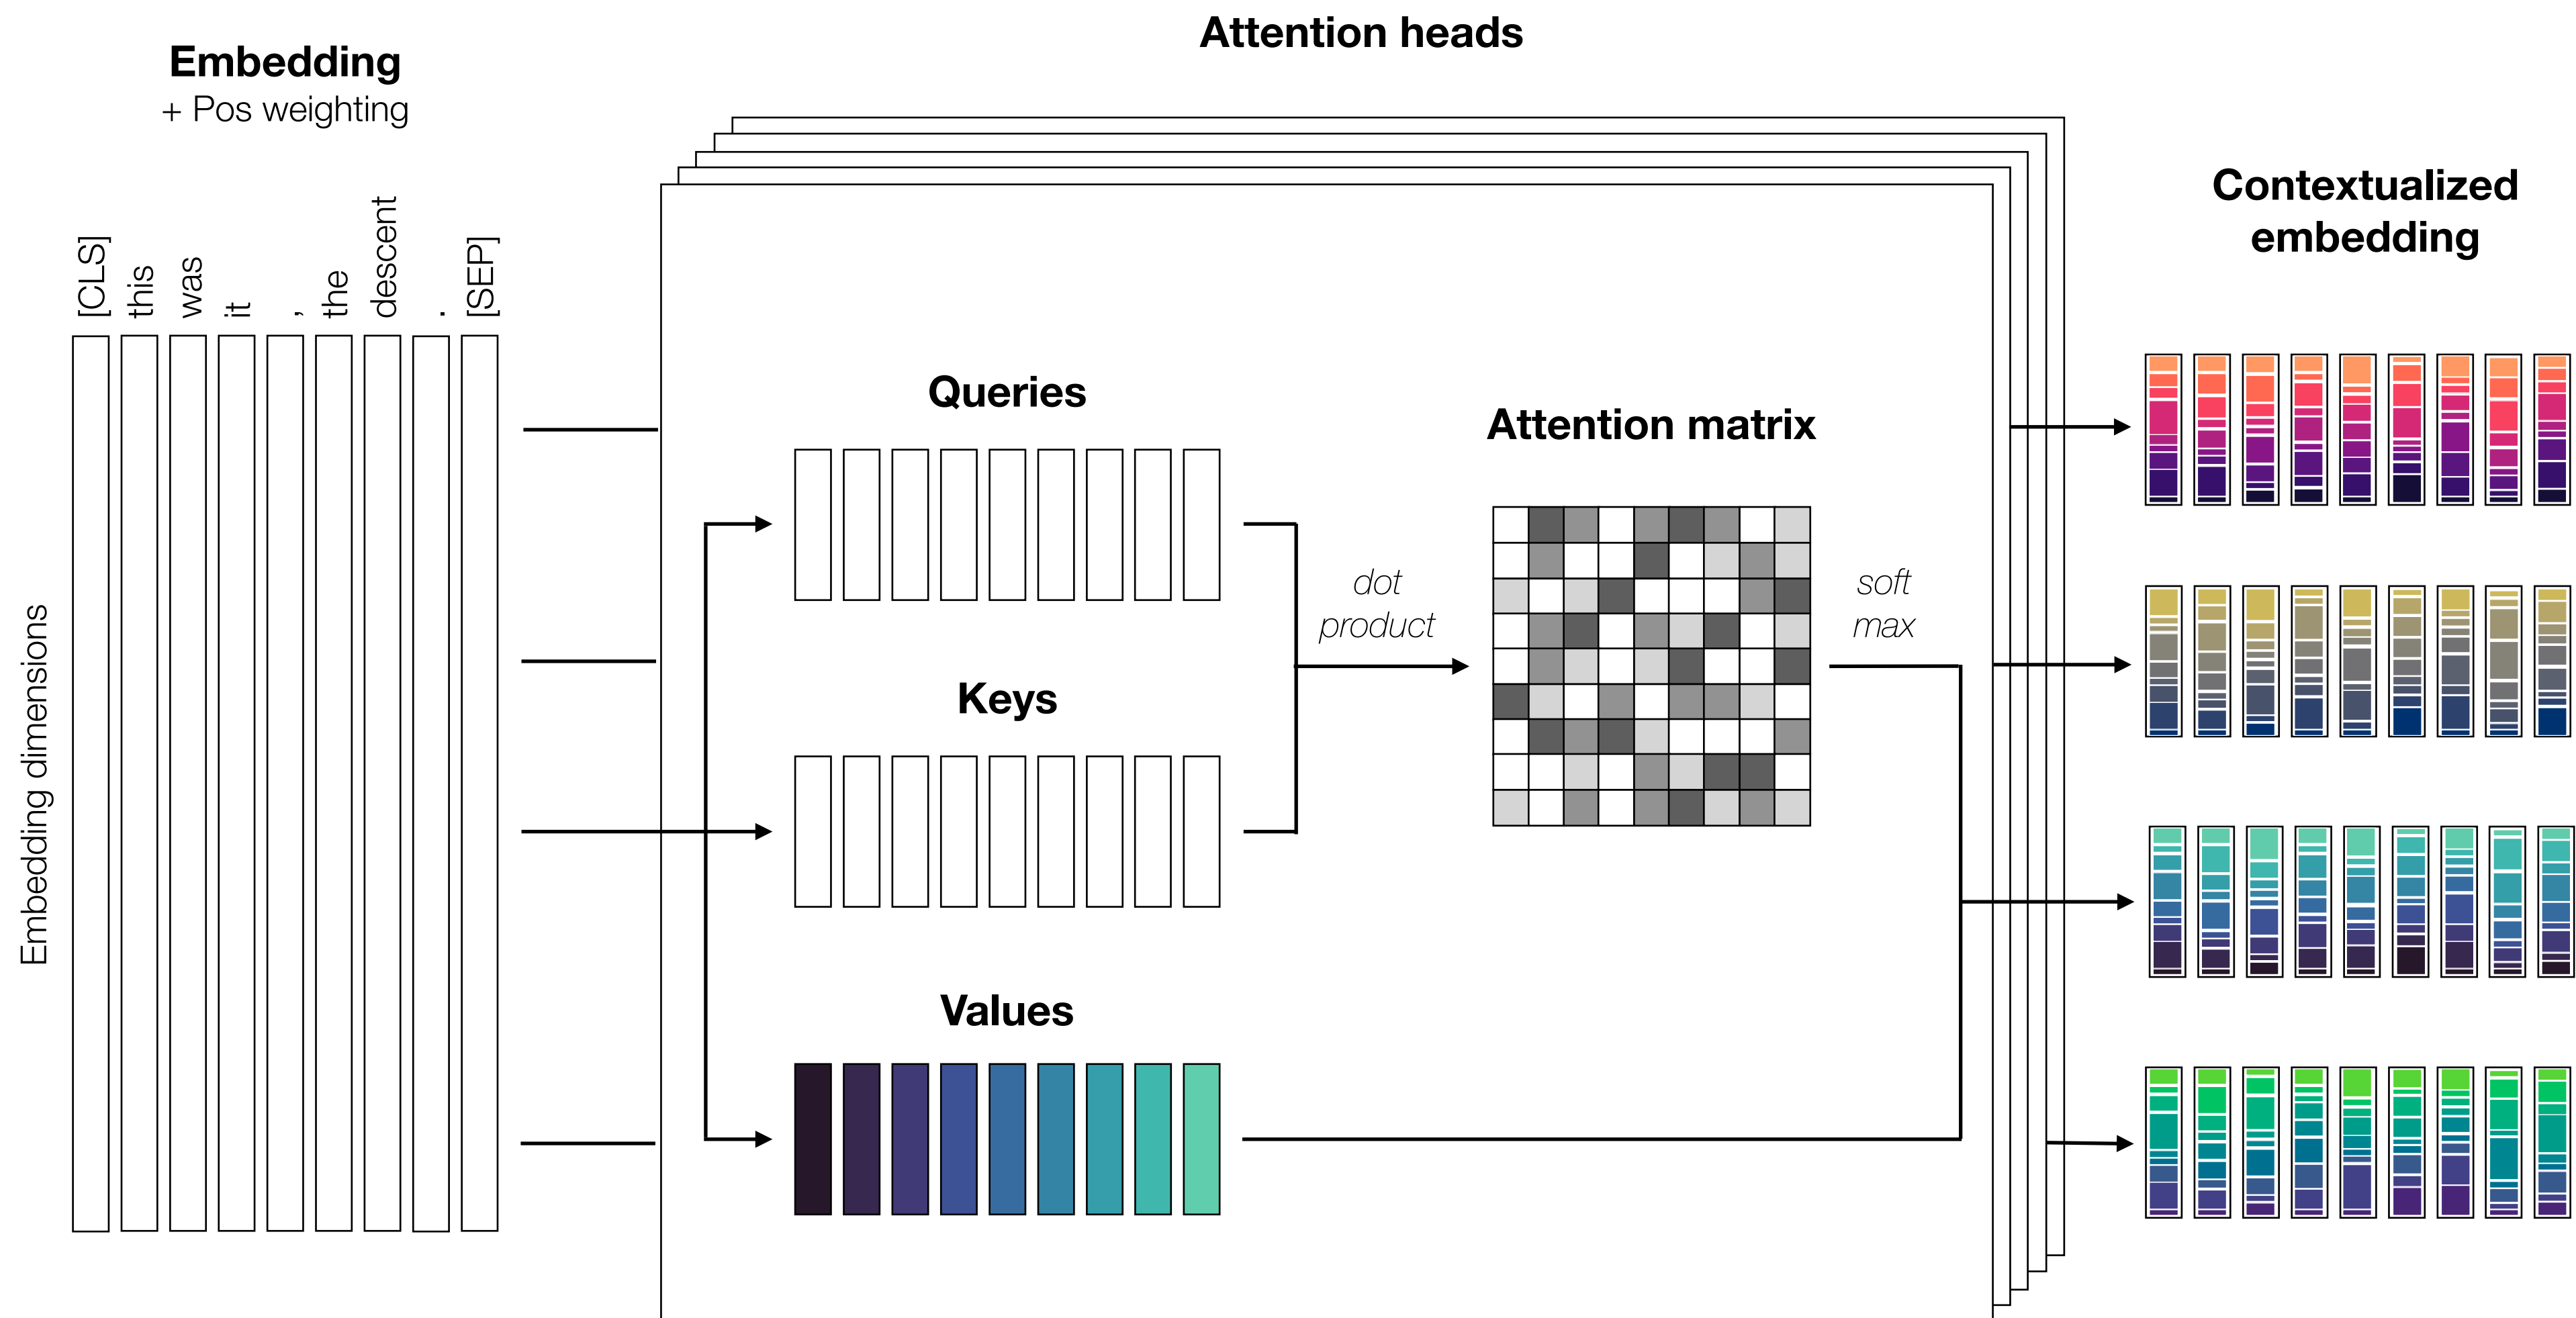 Attention heads
Embedding
+ Pos weighting
Contextualized
embedding
[CLS]
this
was
it
,
the
descent
.
[SEP]
Embedding dimensions
Queries
Keys
Values
dot
product
Attention matrix
soft
max